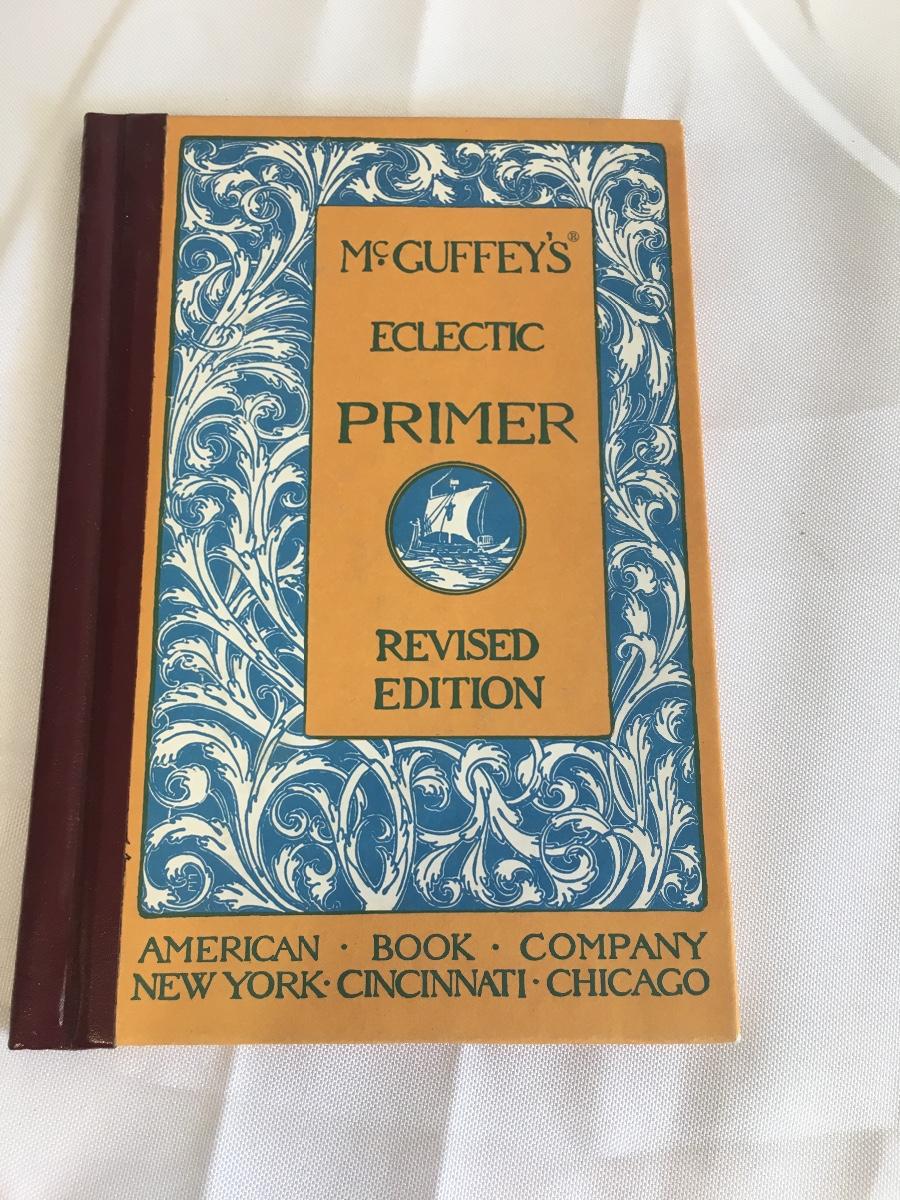 McGUFFEY'S®
ECLECTIC
PRIMER
REVISED
EDITION
AMERICAN · BOOK · COMPANY
NEW YORK · CINCINNATI · CHICAGO